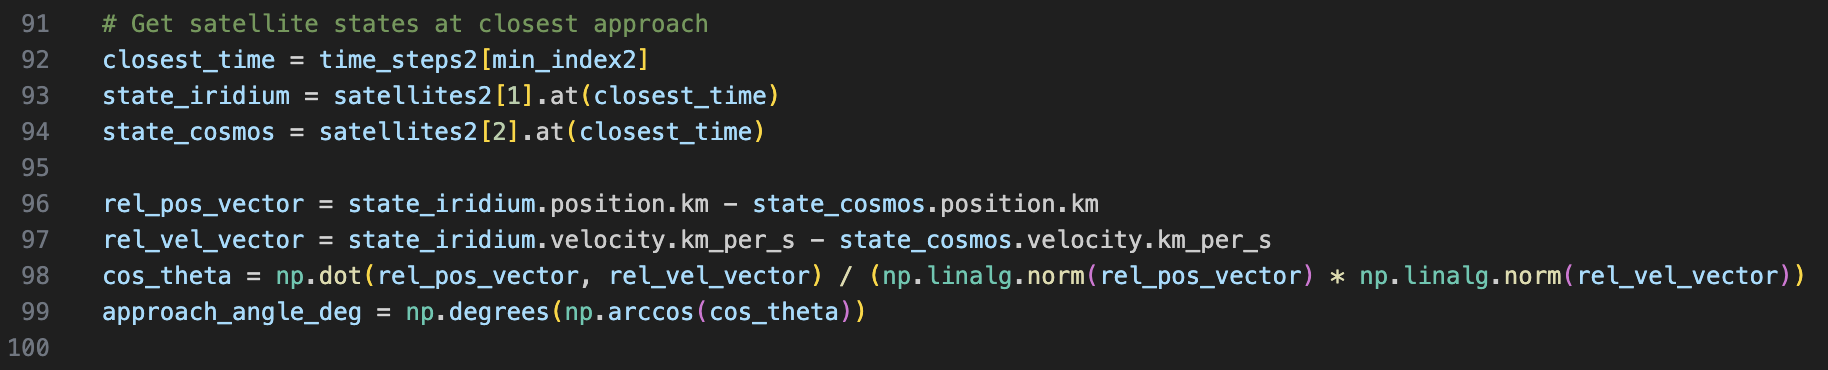 91 # Get satellite states at closest approach
92 closest_time = time_steps2[min_index2]
93 state_iridium = satellites2[1].at(closest_time)
94 state_cosmos = satellites2[2].at(closest_time)
95
96 rel_pos_vector = state_iridium.position.km - state_cosmos.position.km
97 rel_vel_vector = state_iridium.velocity.km_per_s - state_cosmos.velocity.km_per_s
98 cos_theta = np.dot(rel_pos_vector, rel_vel_vector) / (np.linalg.norm(rel_pos_vector) * np.linalg.norm(rel_vel_vector))
99 approach_angle_deg = np.degrees(np.arccos(cos_theta))
100